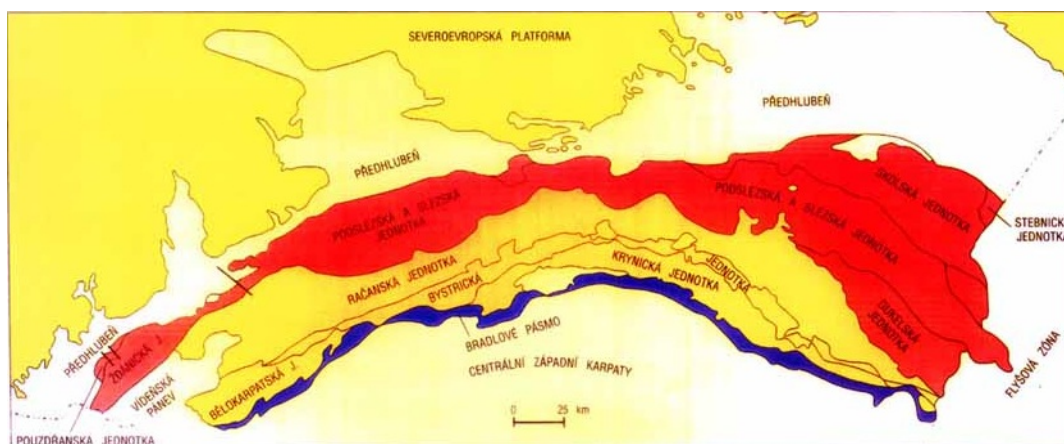 SEVEROEVROPSKÁ PLATFORMA
PŘEDHLUBEŇ
PŘEDHLUBEŇ
SKOLSKÁ JEDNOTKA
PODSLEZSKÁ A SLEZSKÁ
JEDNOTKA
PODSLEZSKÁ A SLEZSKÁ JEDNOTKA
STEBNICKÁ
JEDNOTKA
RAČANSKÁ JEDNOTKA
BYSTRICKÁ
JEDNOTKA
KRYNICKÁ JEDNOTKA
DUKELSKÁ
JEDNOTKA
BRADLOVÉ PÁSMO
PŘEDHLUBEŇ
ŽDÁNICKÁ J.
VÍDEŇSKÁ
PÁNEV
BĚLOKARPATSKÁ J.
CENTRÁLNÍ ZÁPADNÍ KARPATY
FLYŠOVÁ ZÓNA
0 25 km
POUZDŘANSKÁ JEDNOTKA